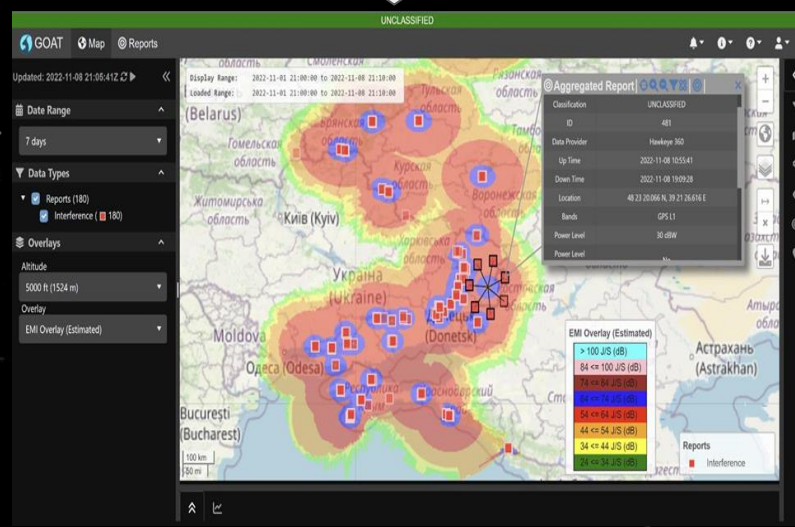 UNCLASSIFIED
GOAT Map Reports
Updated: 2022-11-08 21:05:41Z
Date Range
7 days
Data Types
Reports (180)
Interference ( 180)
Overlays
Altitude
5000 ft (1524 m)
Overlay
EMI Overlay (Estimated)
Display Range: 2022-11-01 21:00:00 to 2022-11-08 21:10:00
Loaded Range: 2022-11-01 21:00:00 to 2022-11-08 21:10:00
область
Смоленская
Рязанская
область
(Belarus)
Тульская
область
Брянская
область
Гомельская
область
Курская
область
Воронежская
область
Житомирська
область
Київ (Kyiv)
Харківська
Україна
(Ukraine)
(Donetsk)
Moldova
Одеса (Odesa)
București
(Bucharest)
Астрахань
(Astrakhan)
100 km
50 mi
Aggregated Report
Classification UNCLASSIFIED
ID 481
Data Provider Hawkeye 360
Up Time 2022-11-08 10:55:41
Down Time 2022-11-08 19:09:28
Location 48 23 20.066 N, 39 21 26.616 E
Bands GPS L1
Power Level 30 dBW
Power Level
No
EMI Overlay (Estimated)
> 100 J/S (dB)
84 <= 100 J/S (dB)
74 <= 84 J/S (dB)
64 <= 74 J/S (dB)
54 <= 64 J/S (dB)
44 <= 54 J/S (dB)
34 <= 44 J/S (dB)
24 <= 34 J/S (dB)
Reports
Interference